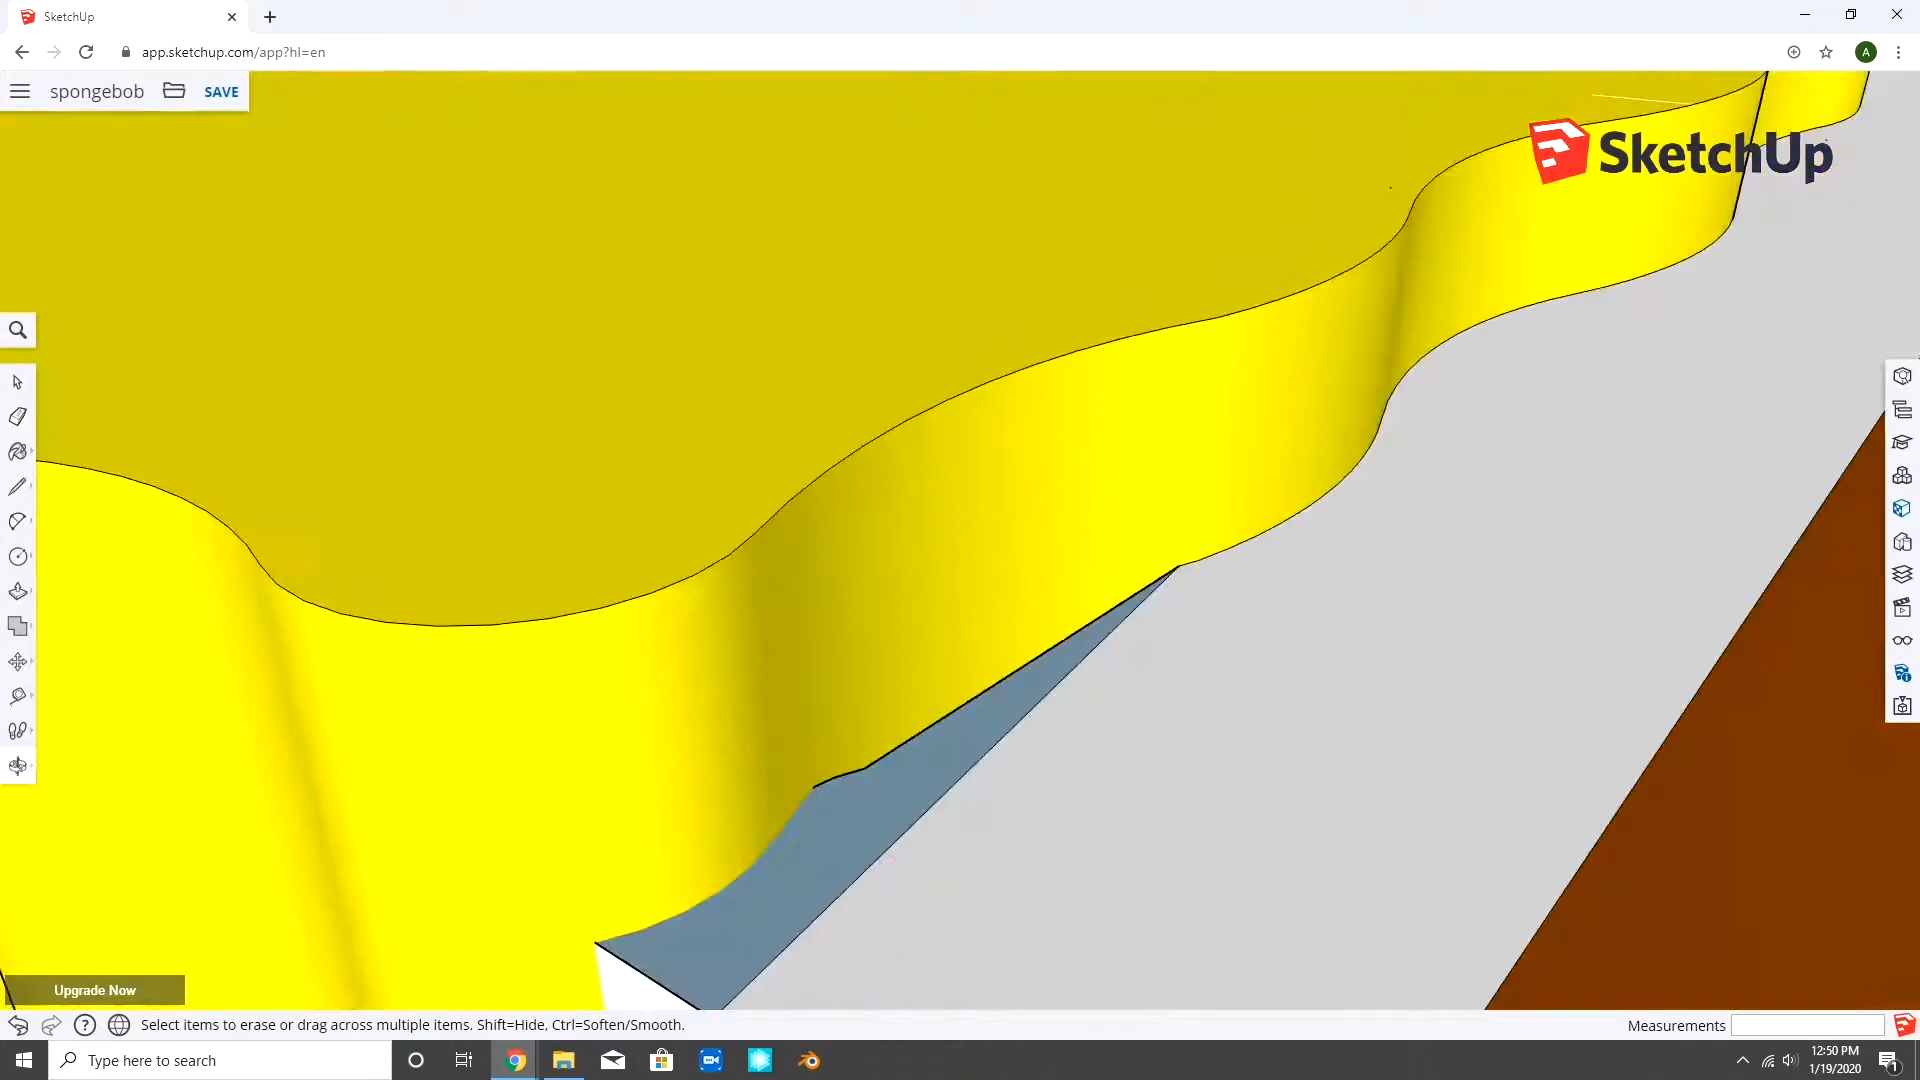 SketchUp
app.sketchup.com/app?hl=en
A
spongebob
SAVE
SketchUp
Upgrade Now
Select items to erase or drag across multiple items. Shift=Hide, Ctrl=Soften/Smooth.
Measurements
Type here to search
12:50 PM
1/19/2020
1